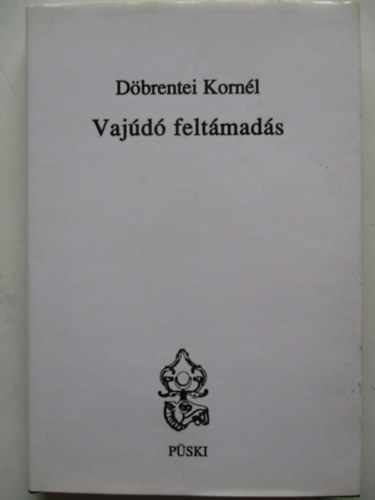 Döbrentei Kornél
Vajúdó feltámadás
PÜSKI